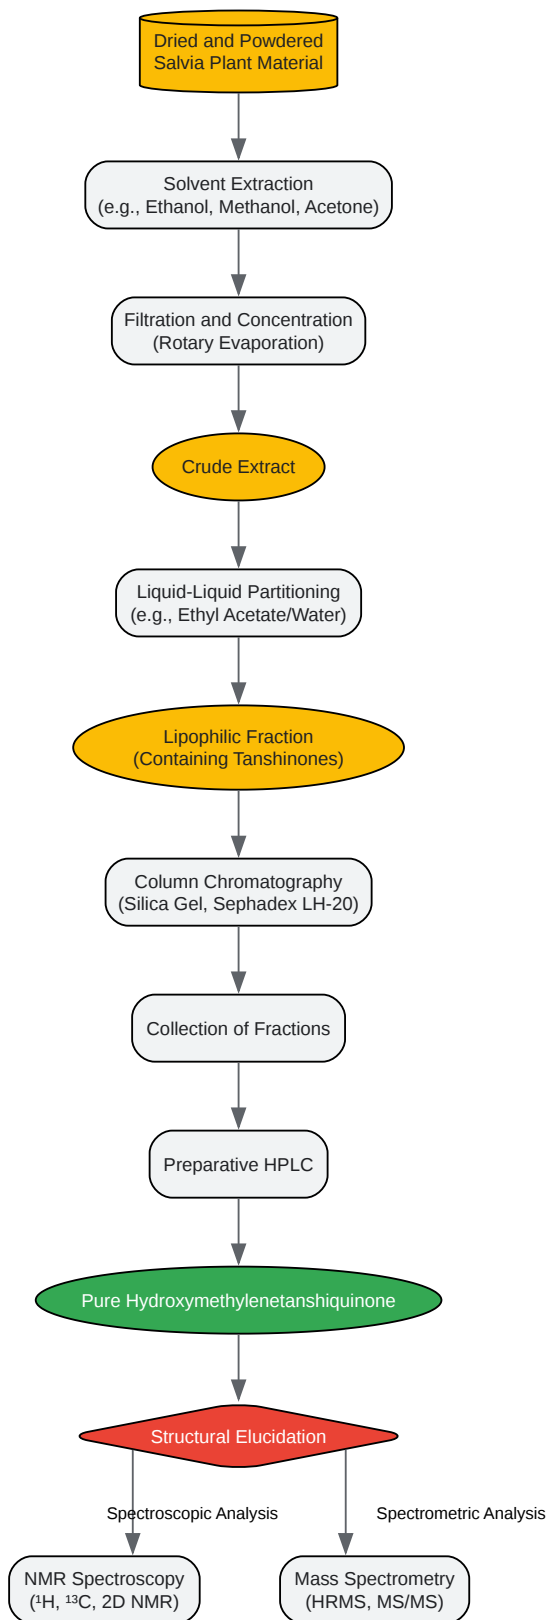 Dried and Powdered
Salvia Plant Material
Solvent Extraction
(e.g., Ethanol, Methanol, Acetone)
Filtration and Concentration
(Rotary Evaporation)
Crude Extract
Liquid-Liquid Partitioning
(e.g., Ethyl Acetate/Water)
Lipophilic Fraction
(Containing Tanshinones)
Column Chromatography
(Silica Gel, Sephadex LH-20)
Collection of Fractions
Preparative HPLC
Pure Hydroxymethylenetanshiquinone
Structural Elucidation
Spectroscopic Analysis
Spectrometric Analysis
NMR Spectroscopy
(¹H, ¹³C, 2D NMR)
Mass Spectrometry
(HRMS, MS/MS)